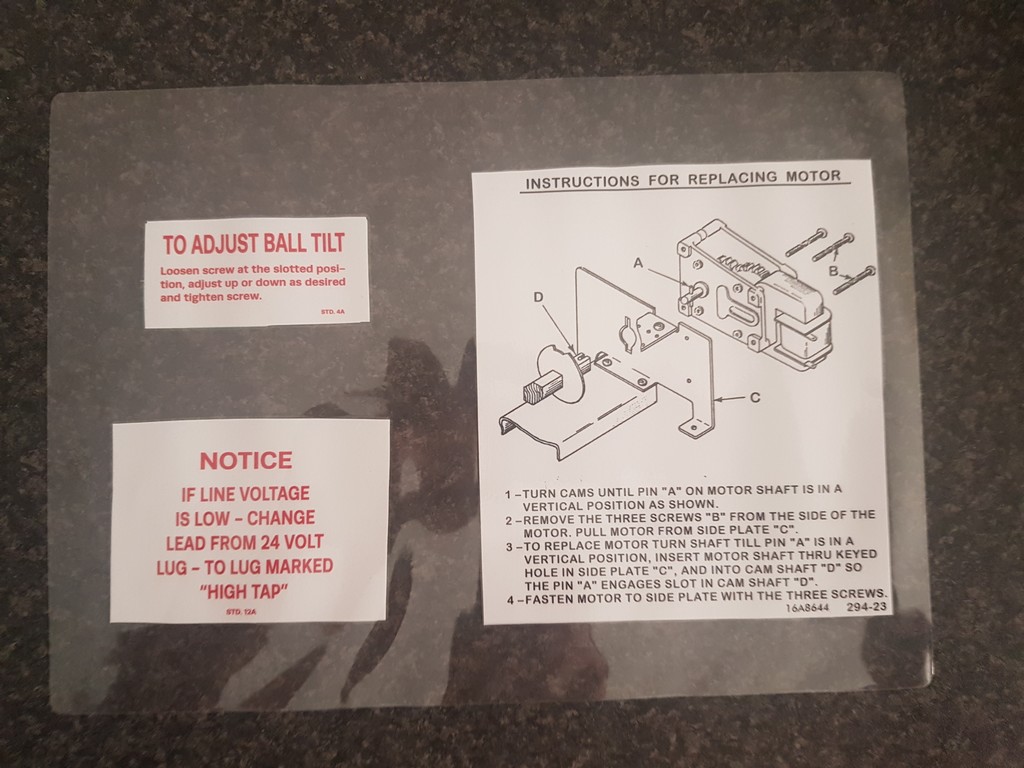 TO ADJUST BALL TILT
Loosen screw at the slotted posi-
tion, adjust up or down as desired
and tighten screw.
STD. 4A
NOTICE
IF LINE VOLTAGE
IS LOW – CHANGE
LEAD FROM 24 VOLT
LUG – TO LUG MARKED
"HIGH TAP"
STD. 12A
INSTRUCTIONS FOR REPLACING MOTOR
A
B
D
C
1 – TURN CAMS UNTIL PIN "A" ON MOTOR SHAFT IS IN A
VERTICAL POSITION AS SHOWN.
2 – REMOVE THE THREE SCREWS "B" FROM THE SIDE OF THE
MOTOR. PULL MOTOR FROM SIDE PLATE "C".
3 – TO REPLACE MOTOR TURN SHAFT TILL PIN "A" IS IN A
VERTICAL POSITION, INSERT MOTOR SHAFT THRU KEYED
HOLE IN SIDE PLATE "C", AND INTO CAM SHAFT "D" SO
THE PIN "A" ENGAGES SLOT IN CAM SHAFT "D".
4 – FASTEN MOTOR TO SIDE PLATE WITH THE THREE SCREWS.
16A8644 294-23